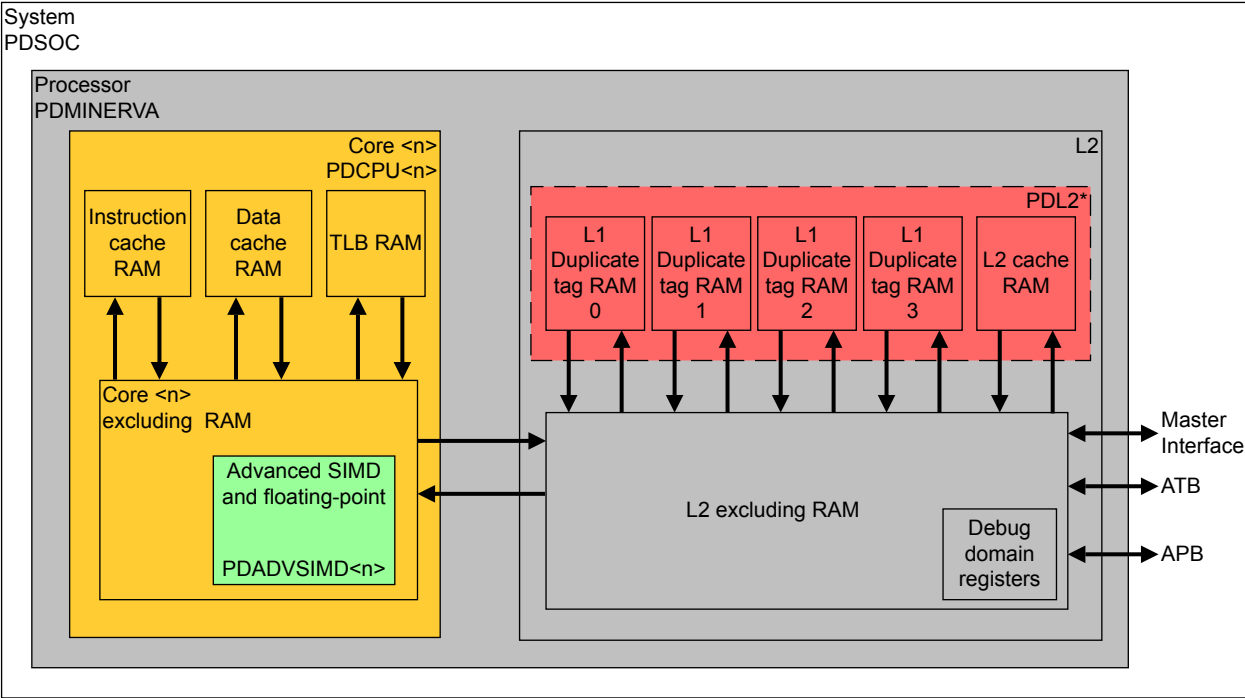 System
PDSOC
Processor
PDMINERVA
Core <n>
PDCPU<n>
Instruction
cache
RAM
Data
cache
RAM
TLB RAM
Core <n>
excluding RAM
Advanced SIMD
and floating-point
PDADVSIMD<n>
L2
PDL2*
L1
Duplicate
tag RAM
0
L1
Duplicate
tag RAM
1
L1
Duplicate
tag RAM
2
L1
Duplicate
tag RAM
3
L2 cache
RAM
L2 excluding RAM
Debug
domain
registers
Master
Interface
ATB
APB